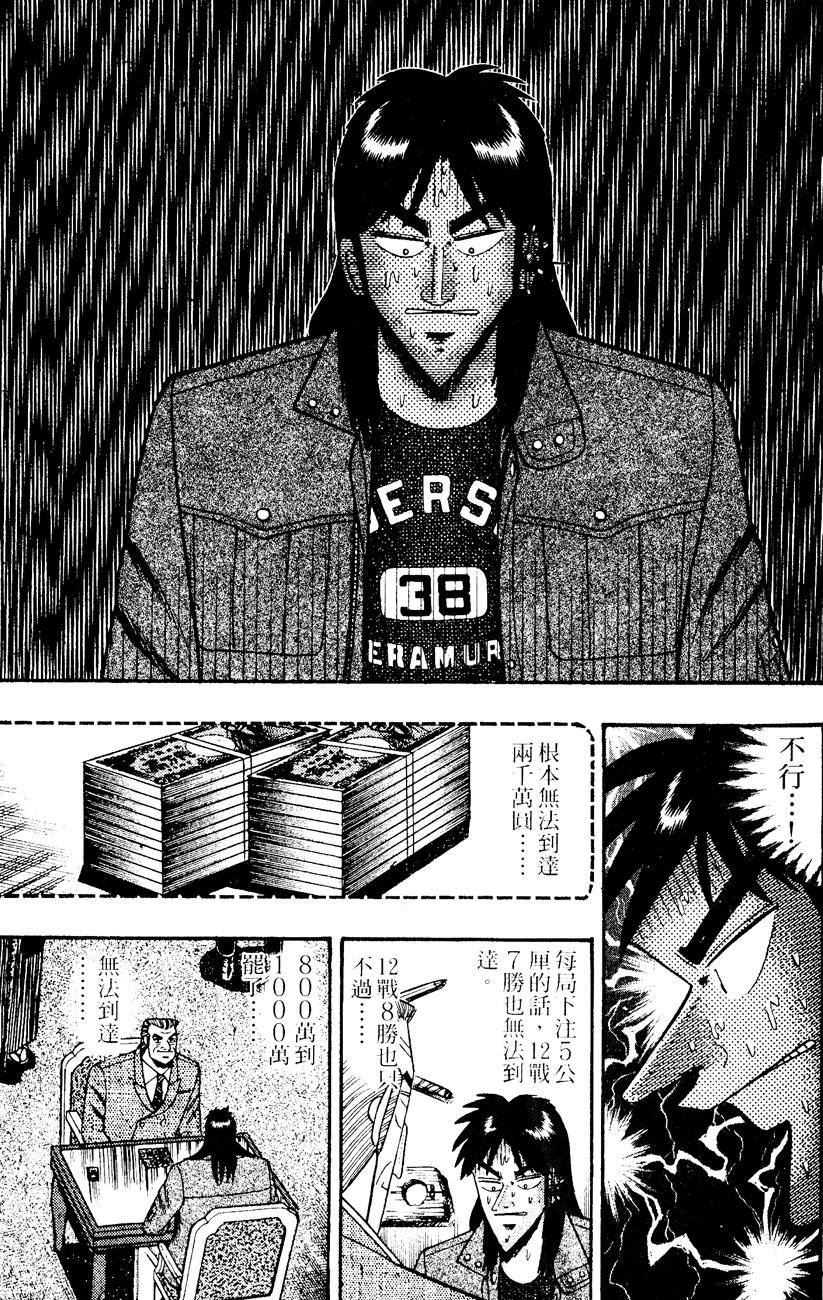 JERS
38
ERAMUR
不行…！
根本無法到達
兩千萬圓……
每局下注5公
厘的話，12戰
7勝也無法到
達。
12戰8勝也只
不過……
800萬到
1000萬
罷了……
無法到達
…………